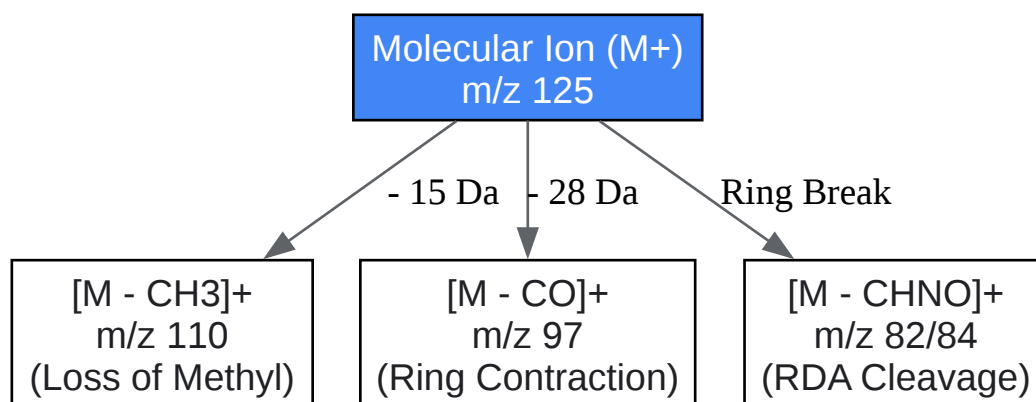 Molecular Ion (M+)
m/z 125
- 15 Da
- 28 Da
Ring Break
[M - CH3]+
m/z 110
(Loss of Methyl)
[M - CO]+
m/z 97
(Ring Contraction)
[M - CHNO]+
m/z 82/84
(RDA Cleavage)